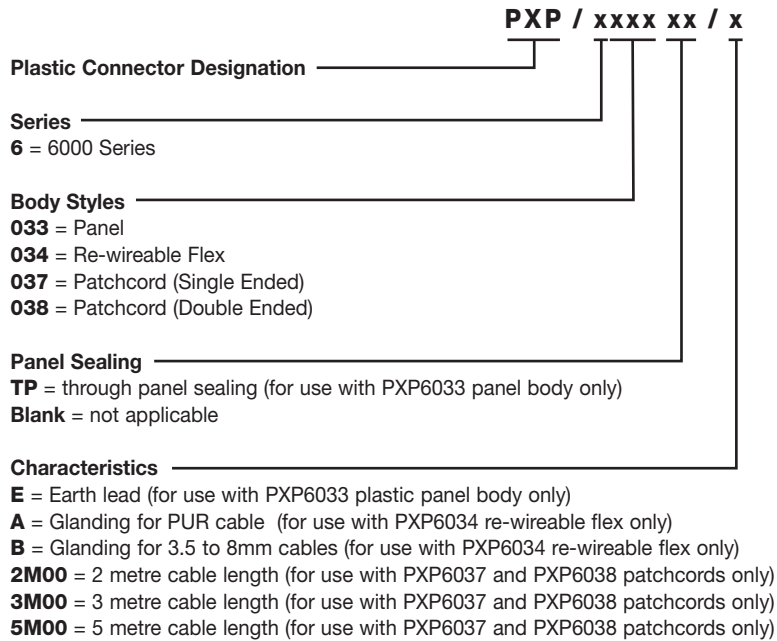 PXP / xxxx xx / x
Plastic Connector Designation
Series
6 = 6000 Series
Body Styles
033 = Panel
034 = Re-wireable Flex
037 = Patchcord (Single Ended)
038 = Patchcord (Double Ended)
Panel Sealing
TP = through panel sealing (for use with PXP6033 panel body only)
Blank = not applicable
Characteristics
E = Earth lead (for use with PXP6033 plastic panel body only)
A = Glanding for PUR cable (for use with PXP6034 re-wireable flex only)
B = Glanding for 3.5 to 8mm cables (for use with PXP6034 re-wireable flex only)
2M00 = 2 metre cable length (for use with PXP6037 and PXP6038 patchcords only)
3M00 = 3 metre cable length (for use with PXP6037 and PXP6038 patchcords only)
5M00 = 5 metre cable length (for use with PXP6037 and PXP6038 patchcords only)